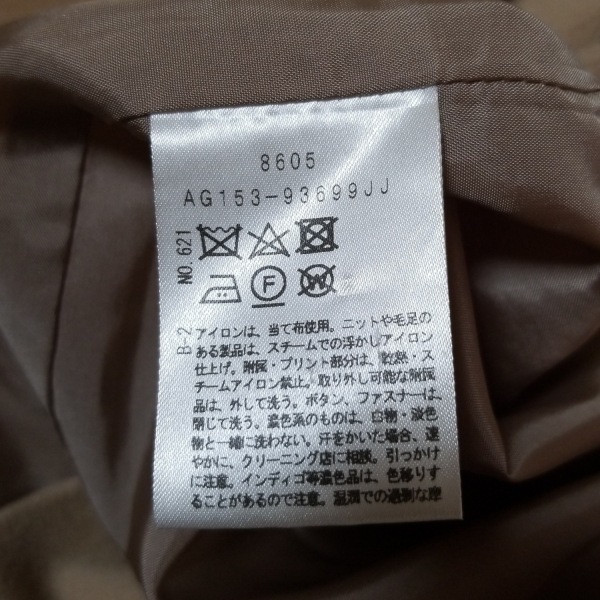 8605
AG153-93699JJ
NO.621
F
W
B-2
アイロンは、当て布使用。ニットや毛足の
ある製品は、スチームでの浮かしアイロン
仕上げ。附属・プリント部分は、乾熱・ス
チームアイロン禁止。取り外し可能な附属
品は、外して洗う。ボタン、ファスナーは、
閉じて洗う。濃色系のものは、白物・淡色
物と一緒に洗わない。汗をかいた場合、速
やかに、クリーニング店に相談。引っかけ
に注意。インディゴ等濃色品は、色移りす
ることがあるので注意。湿潤での過剰な摩